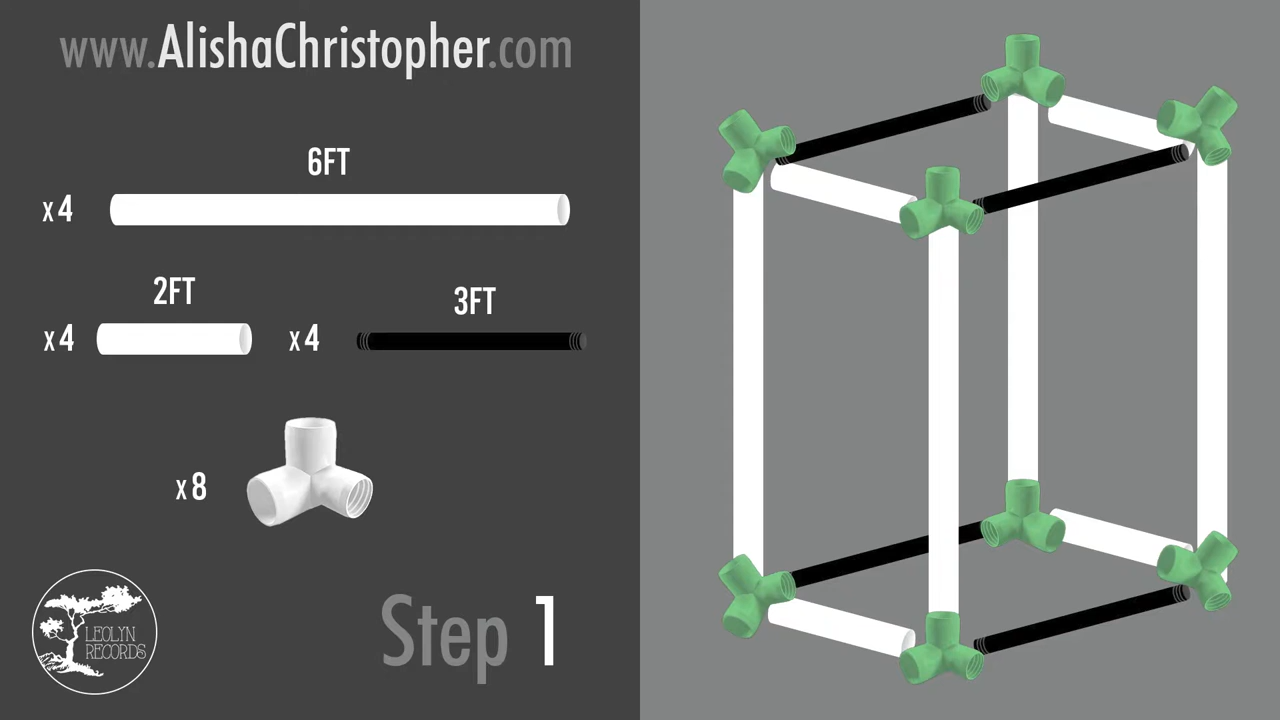 www.AlishaChristopher.com
6FT
x4
2FT
3FT
x4
x4
x8
LEOLYN
RECORDS
Step 1